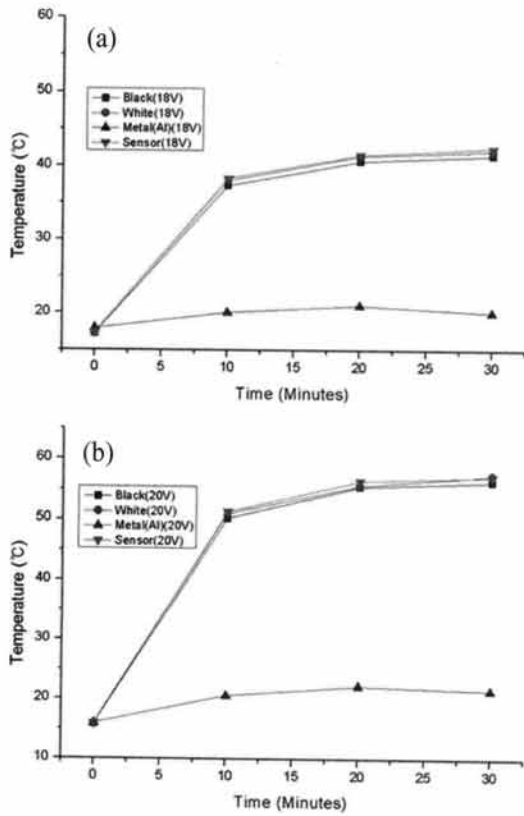 (a)
60
50
40
30
20
Temperature (℃)
Black(18V)
White(18V)
Metal(Al)(18V)
Sensor(18V)
0 5 10 15 20 25 30
Time (Minutes)
(b)
60
50
40
30
20
10
Temperature (℃)
Black(20V)
White(20V)
Metal(Al)(20V)
Sensor(20V)
0 5 10 15 20 25 30
Time (Minutes)